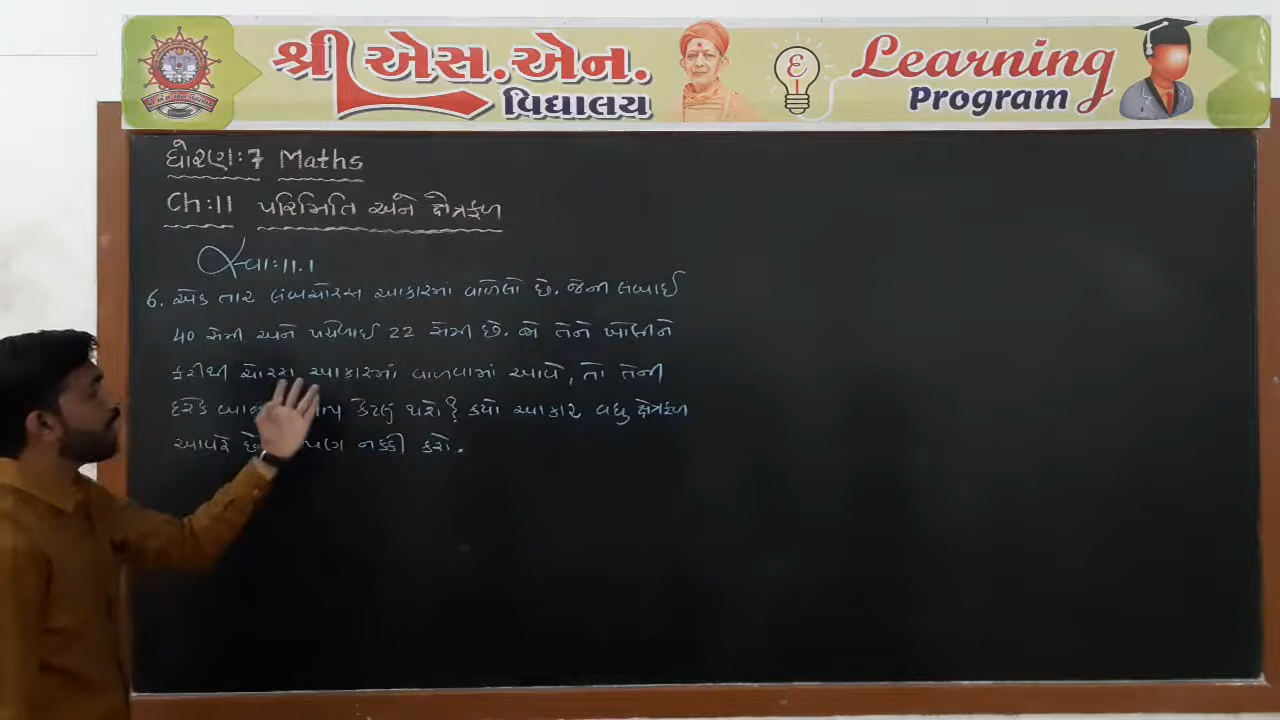 શ્રી એસ.એન.
વિદ્યાલય
Learning
Program
ધોરણ:7 Maths
Ch:11 પરિમિતિ અને ક્ષેત્રફળ
સ્વા:11.1
6. એક તાર લંબચોરસ આકારમાં વાળેલો છે. જેની લંબાઈ
40 સેમી અને પહોળાઈ 22 સેમી છે. જો તેને ખોલીને
ફરીથી ચોરસ આકારમાં વાળવામાં આવે, તો તેની
દરેક કેટલું થશે? કયો આકાર વધુ ક્ષેત્રફળ
આવરે છે નક્કી કરો.